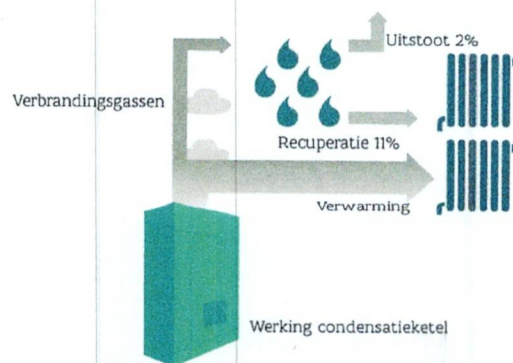 Uitstoot 2%
Verbrandingsgassen
Recuperatie 11%
Verwarming
Werking condensatieketel